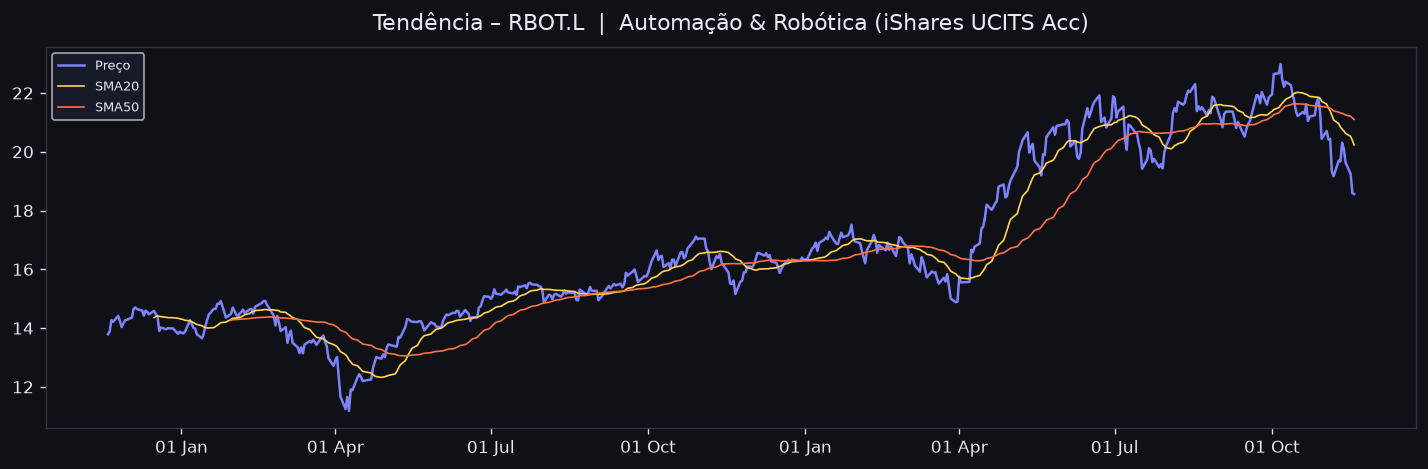 Tendência – RBOT.L | Automação & Robótica (iShares UCITS Acc)
Preço
SMA20
SMA50
22
20
18
16
14
12
01 Jan
01 Apr
01 Jul
01 Oct
01 Jan
01 Apr
01 Jul
01 Oct